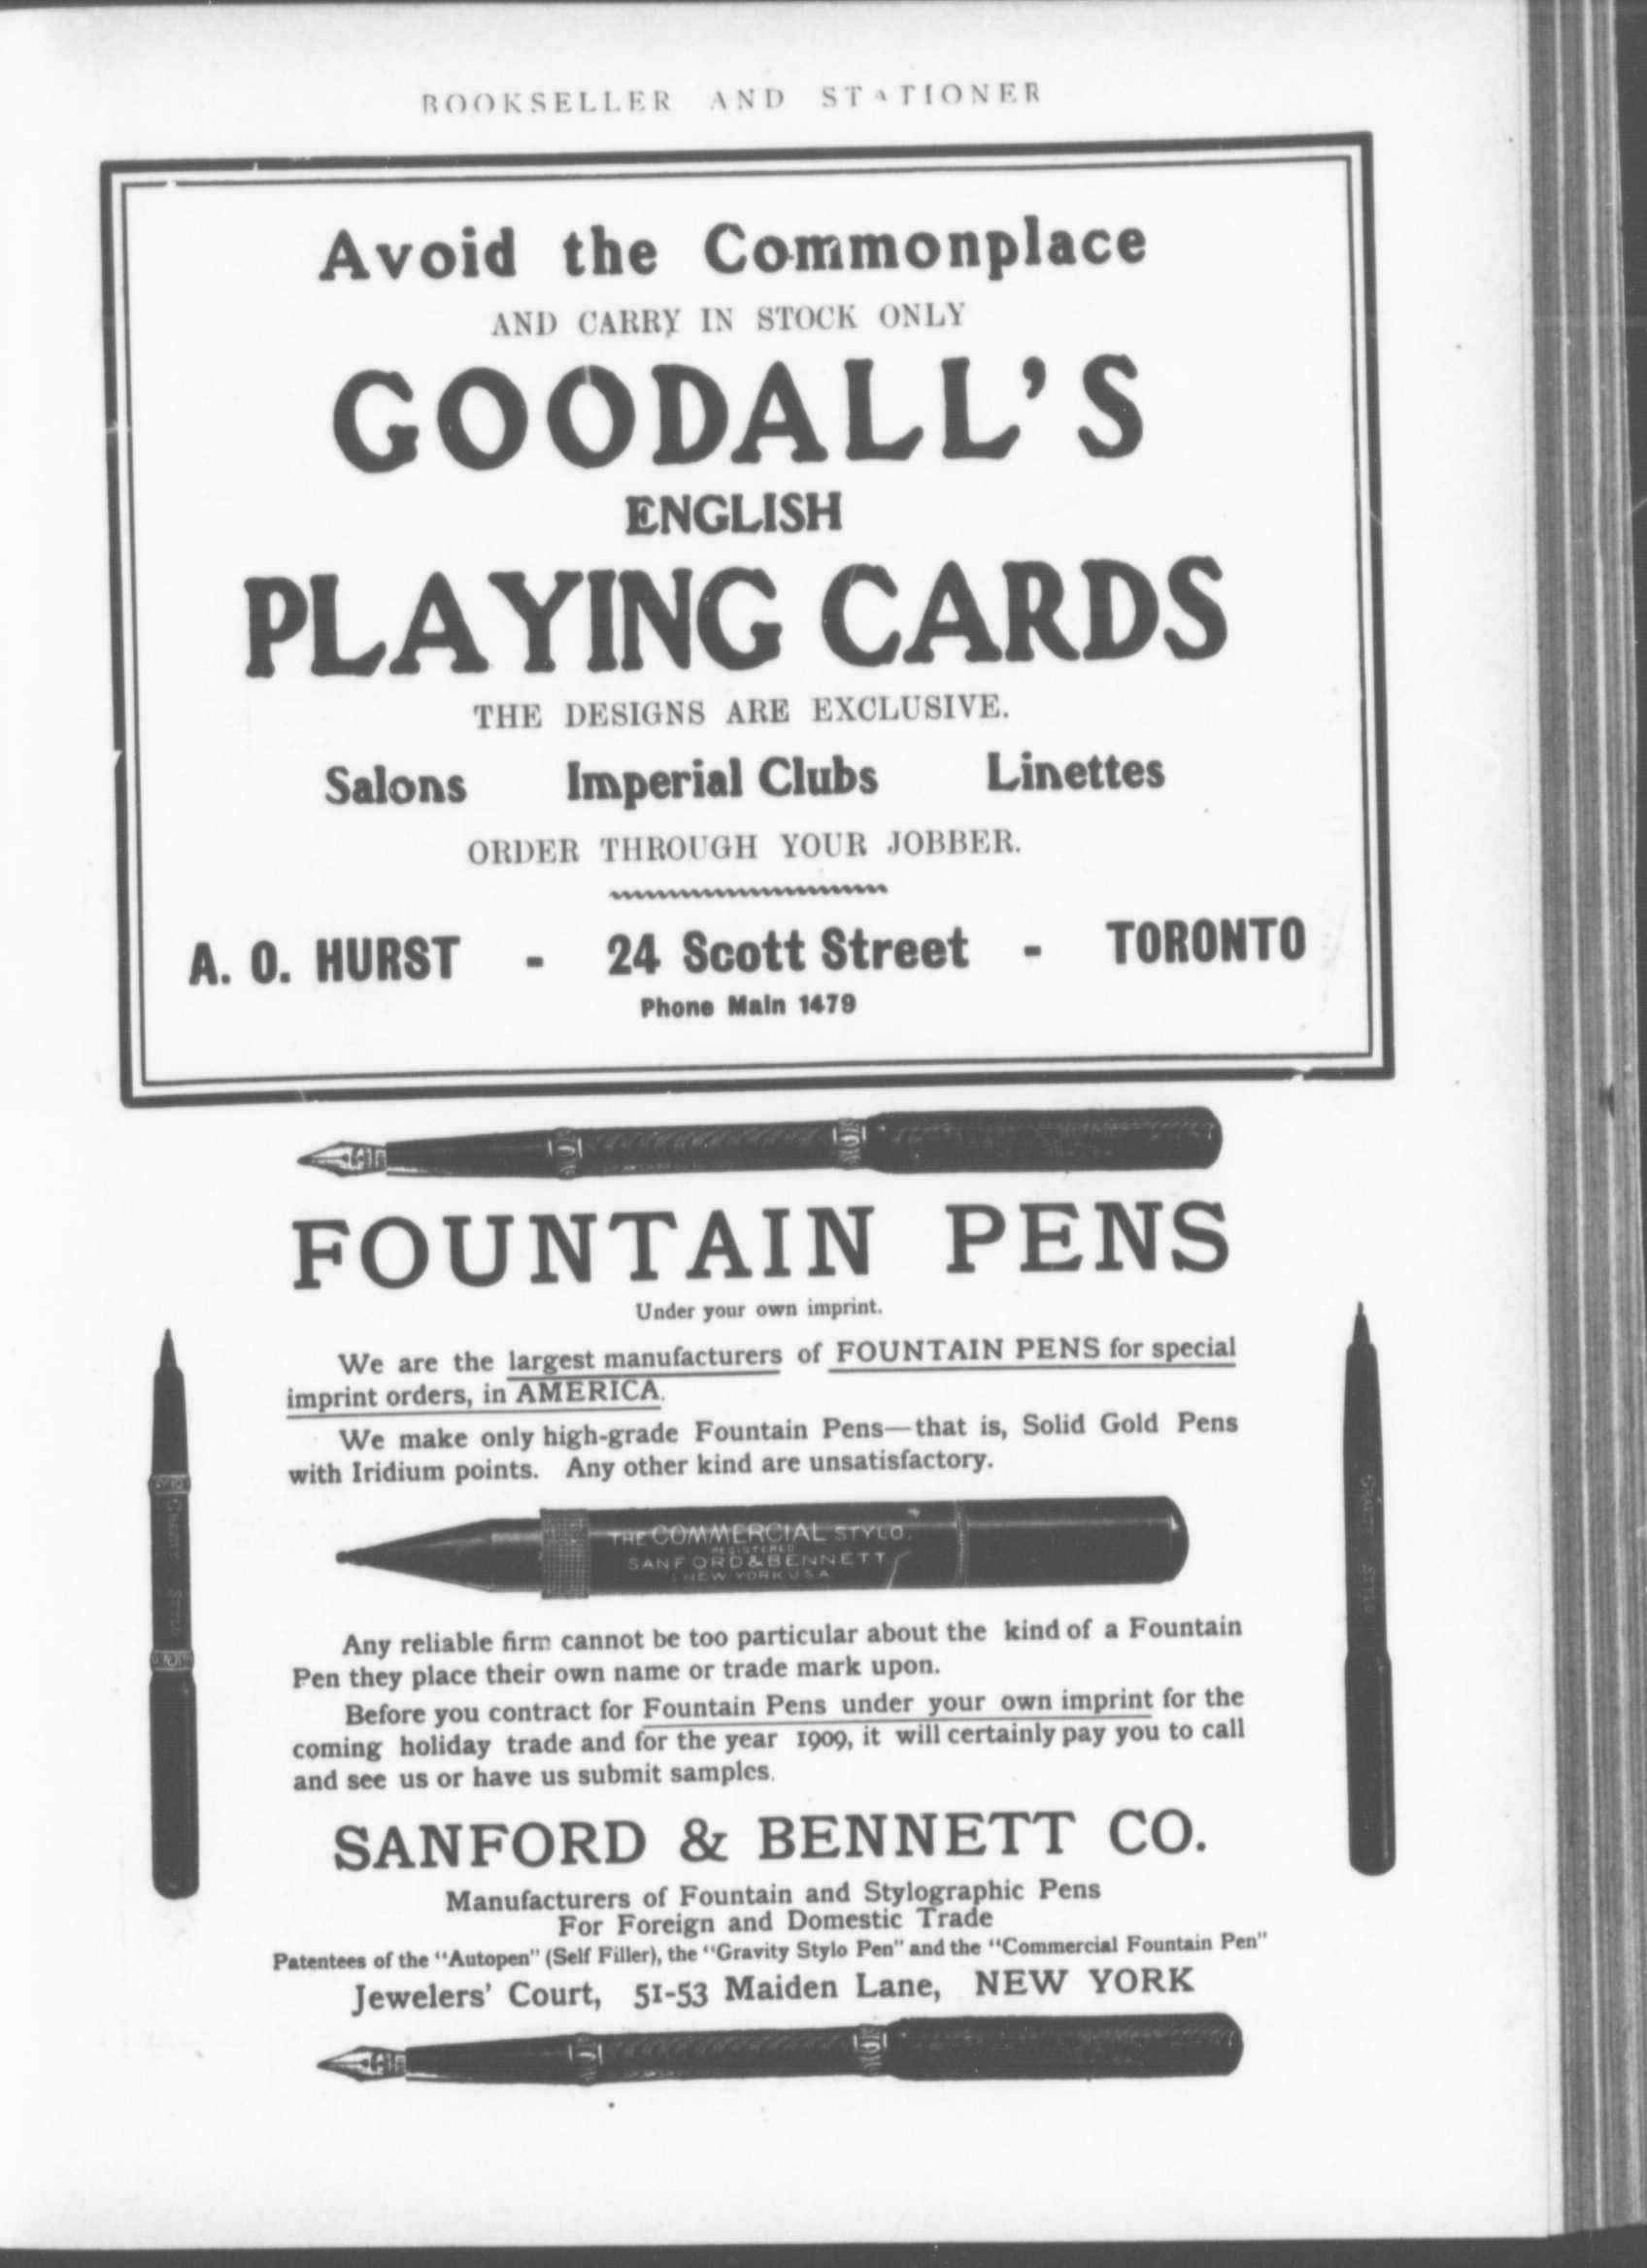 BOOKSELLER AND STATIONER
Avoid the Commonplace
AND CARRY IN STOCK ONLY
GOODALL'S
ENGLISH
PLAYING CARDS
THE DESIGNS ARE EXCLUSIVE.
Salons Imperial Clubs Linettes
ORDER THROUGH YOUR JOBBER.
A. O. HURST - 24 Scott Street - TORONTO
Phone Main 1479
FOUNTAIN PENS
Under your own imprint.
We are the largest manufacturers of FOUNTAIN PENS for special
imprint orders, in AMERICA.
We make only high-grade Fountain Pens—that is, Solid Gold Pens
with Iridium points. Any other kind are unsatisfactory.
THE COMMERCIAL STYLO.
REGISTERED
SANFORD & BENNETT
NEW YORK U.S.A.
Any reliable firm cannot be too particular about the kind of a Fountain
Pen they place their own name or trade mark upon.
Before you contract for Fountain Pens under your own imprint for the
coming holiday trade and for the year 1909, it will certainly pay you to call
and see us or have us submit samples.
GRAVITY STYLO
GRAVITY STYLO
SANFORD & BENNETT CO.
Manufacturers of Fountain and Stylographic Pens
For Foreign and Domestic Trade
Patentees of the "Autopen" (Self Filler), the "Gravity Stylo Pen" and the "Commercial Fountain Pen"
Jewelers' Court, 51-53 Maiden Lane, NEW YORK